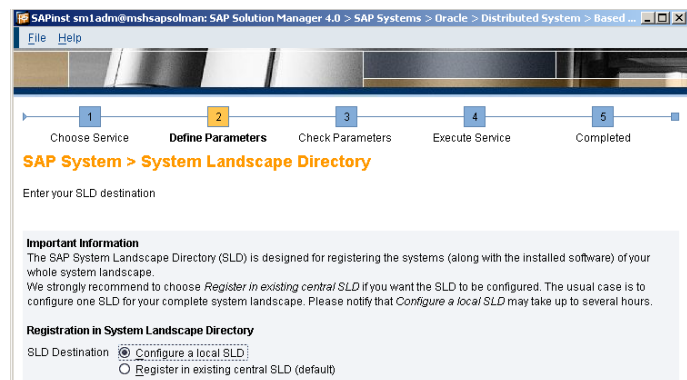 SAPinst sm1adm@mshsapsolman: SAP Solution Manager 4.0 > SAP Systems > Oracle > Distributed System > Based ...
File Help
1 2 3 4 5
Choose Service Define Parameters Check Parameters Execute Service Completed
SAP System > System Landscape Directory
Enter your SLD destination
Important Information
The SAP System Landscape Directory (SLD) is designed for registering the systems (along with the installed software) of your
whole system landscape.
We strongly recommend to choose Register in existing central SLD if you want the SLD to be configured. The usual case is to
configure one SLD for your complete system landscape. Please notify that Configure a local SLD may take up to several hours.
Registration in System Landscape Directory
SLD Destination Configure a local SLD
Register in existing central SLD (default)